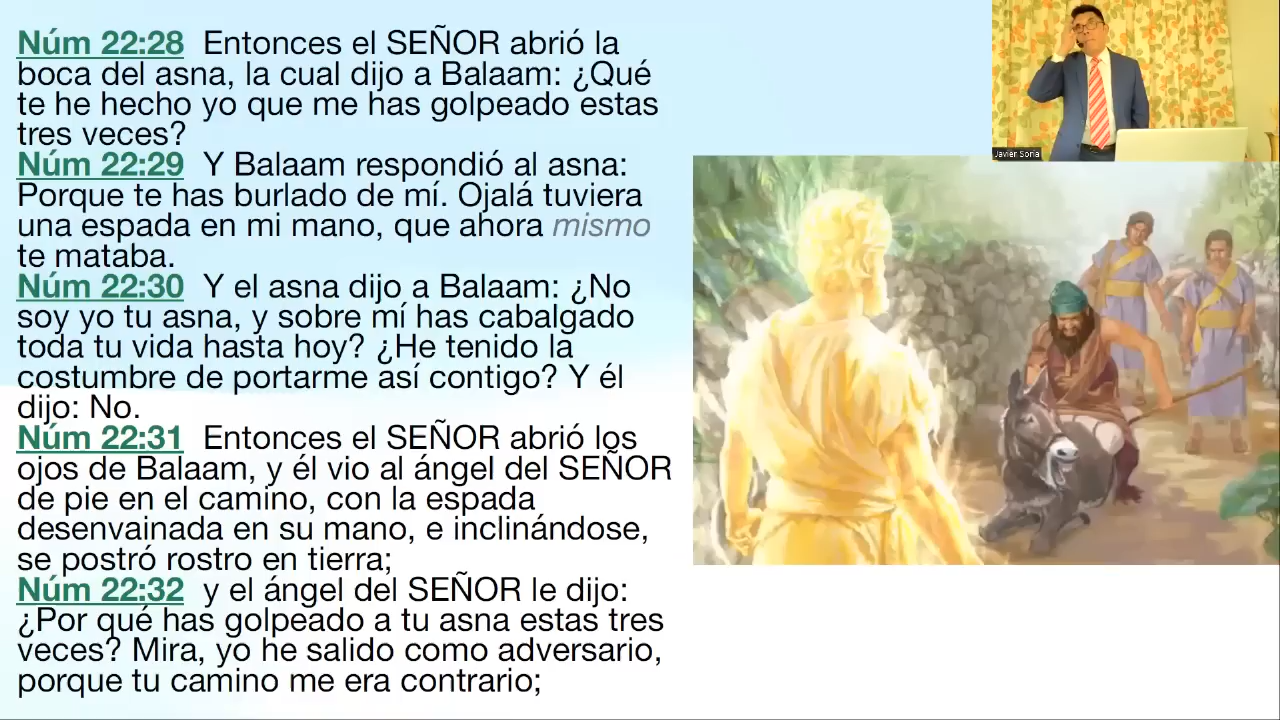 Núm 22:28 Entonces el SEÑOR abrió la
boca del asna, la cual dijo a Balaam: ¿Qué
te he hecho yo que me has golpeado estas
tres veces?
Núm 22:29 Y Balaam respondió al asna:
Porque te has burlado de mí. Ojalá tuviera
una espada en mi mano, que ahora mismo
te mataba.
Núm 22:30 Y el asna dijo a Balaam: ¿No
soy yo tu asna, y sobre mí has cabalgado
toda tu vida hasta hoy? ¿He tenido la
costumbre de portarme así contigo? Y él
dijo: No.
Núm 22:31 Entonces el SEÑOR abrió los
ojos de Balaam, y él vio al ángel del SEÑOR
de pie en el camino, con la espada
desenvainada en su mano, e inclinándose,
se postró rostro en tierra;
Núm 22:32 y el ángel del SEÑOR le dijo:
¿Por qué has golpeado a tu asna estas tres
veces? Mira, yo he salido como adversario,
porque tu camino me era contrario;
Javier Soria